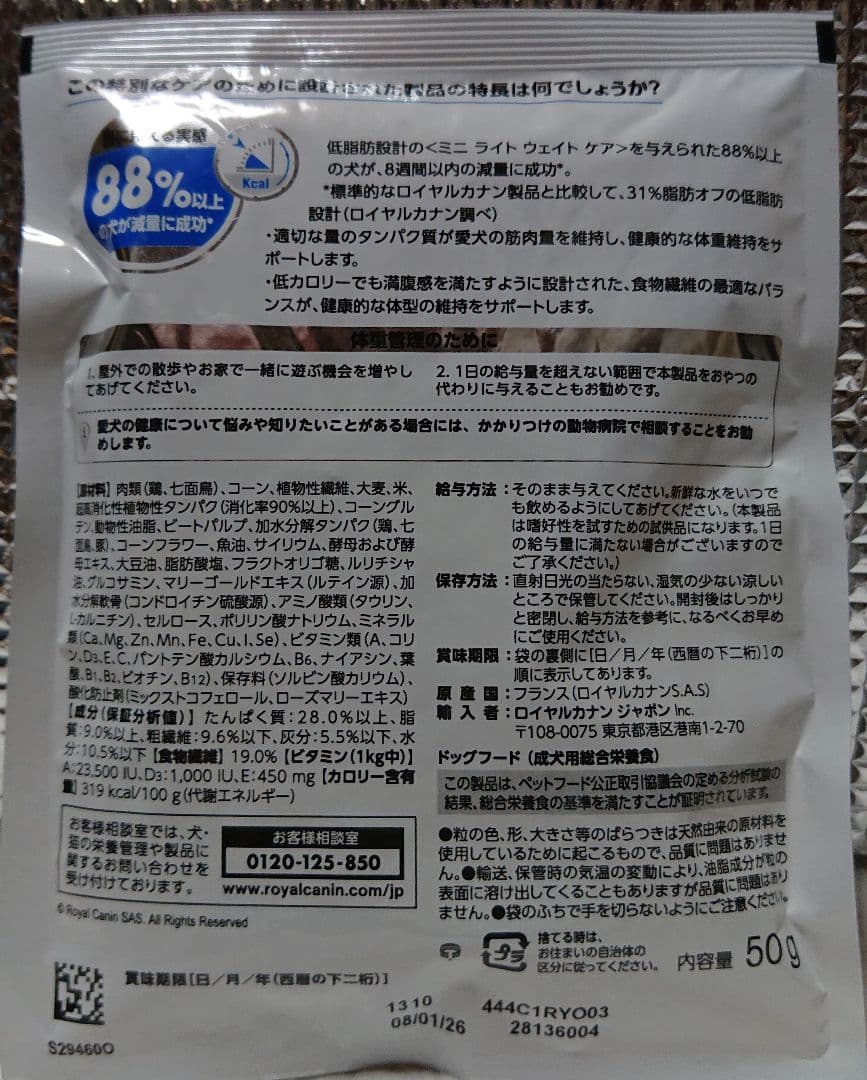 この特別なケアのために設計された製品の特長は何でしょうか?
える実感
88%以上
の犬が減量に成功*
Kcal
低脂肪設計の<ミニ ライト ウェイト ケア>を与えられた88%以上
の犬が、8週間以内の減量に成功*。
*標準的なロイヤルカナン製品と比較して、31%脂肪オフの低脂肪
設計(ロイヤルカナン調べ)
・適切な量のタンパク質が愛犬の筋肉量を維持し、健康的な体重維持をサ
ポートします。
・低カロリーでも満腹感を満たすように設計された、食物繊維の最適なバラ
ンスが、健康的な体型の維持をサポートします。
体重管理のために
1. 屋外での散歩やお家で一緒に遊ぶ機会を増やし
てあげてください。
2. 1日の給与量を超えない範囲で本製品をおやつの
代わりに与えることもお勧めです。
i 愛犬の健康について悩みや知りたいことがある場合には、かかりつけの動物病院で相談することをお勧
めします。
【原材料】肉類(鶏、七面鳥)、コーン、植物性繊維、大麦、米、
超高消化性植物性タンパク(消化率90%以上)、コーングル
テン、動物性油脂、ビートパルプ、加水分解タンパク(鶏、七
面鳥、豚)、コーンフラワー、魚油、サイリウム、酵母および酵
母エキス、大豆油、脂肪酸塩、フラクトオリゴ糖、ルリチシャ
油、グルコサミン、マリーゴールドエキス(ルテイン源)、加
水分解軟骨(コンドロイチン硫酸源)、アミノ酸類(タウリン、
L-カルニチン)、セルロース、ポリリン酸ナトリウム、ミネラル
類(Ca、Mg、Zn、Mn、Fe、Cu、I、Se)、ビタミン類(A、コリ
ン、D3、E、C、パントテン酸カルシウム、B6、ナイアシン、葉
酸、B1、B2、ビオチン、B12)、保存料(ソルビン酸カリウム)、
酸化防止剤(ミックストコフェロール、ローズマリーエキス)
【成分(保証分析値)】たんぱく質:28.0%以上、脂
質:9.0%以上、粗繊維:9.6%以下、灰分:5.5%以下、水
分:10.5%以下【食物繊維】19.0%【ビタミン(1kg中)】
A:23,500 IU、D3:1,000 IU、E:450 mg【カロリー含有
量】319 kcal/100 g(代謝エネルギー)
お客様相談室では、犬・
猫の栄養管理や製品に
関するお問い合わせを
受け付けております。
お客様相談室
0120-125-850
www.royalcanin.com/jp
© Royal Canin SAS. All Rights Reserved
給与方法:そのまま与えてください。新鮮な水をいつで
も飲めるようにしてあげてください。(本製品
は嗜好性を試すための試供品になります。1日
の給与量に満たない場合がございますのでご
了承ください。)
保存方法:直射日光の当たらない、湿気の少ない涼しい
ところで保管してください。開封後はしっかり
と密閉し、給与方法を参考に、なるべくお早め
にご使用ください。
賞味期限:袋の裏側に[日/月/年(西暦の下二桁)]の
順に表示してあります。
原産国:フランス(ロイヤルカナンS.A.S)
輸入者:ロイヤルカナン ジャポン Inc.
〒108-0075 東京都港区港南1-2-70
ドッグフード(成犬用総合栄養食)
この製品は、ペットフード公正取引協議会の定める分析試験の
結果、総合栄養食の基準を満たすことが証明されています。
●粒の色、形、大きさ等のばらつきは天然由来の原材料を
使用しているために起こるもので、品質に問題はありませ
ん。●輸送、保管時の気温の変動により、油脂成分が粒の
表面に溶け出してくることもありますが品質に問題はあり
ません。●袋のふちで手を切らないようにご注意ください。
プラ
捨てる時は、
お住まいの自治体の
区分に従ってください。
内容量 50g
賞味期限[日/月/年(西暦の下二桁)]
1310
08/01/26
444C1RYO03
28136004
S29460O